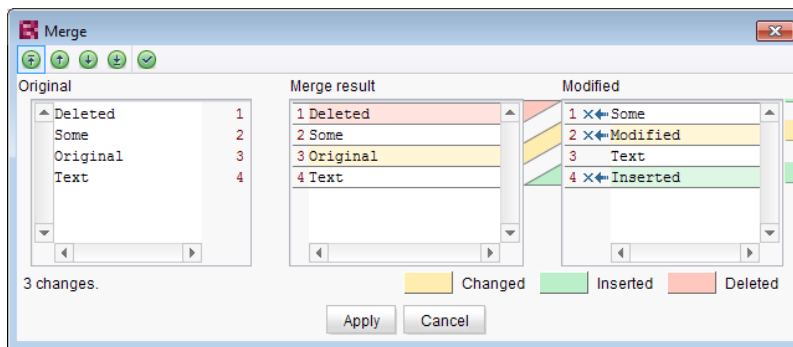 Merge
Original Merge result Modified
Deleted 1 1 Deleted 1 Some
Some 2 2 Some 2 Modified
Original 3 3 Original 3 Text
Text 4 4 Text 4 Inserted
3 changes. Changed Inserted Deleted
Apply Cancel